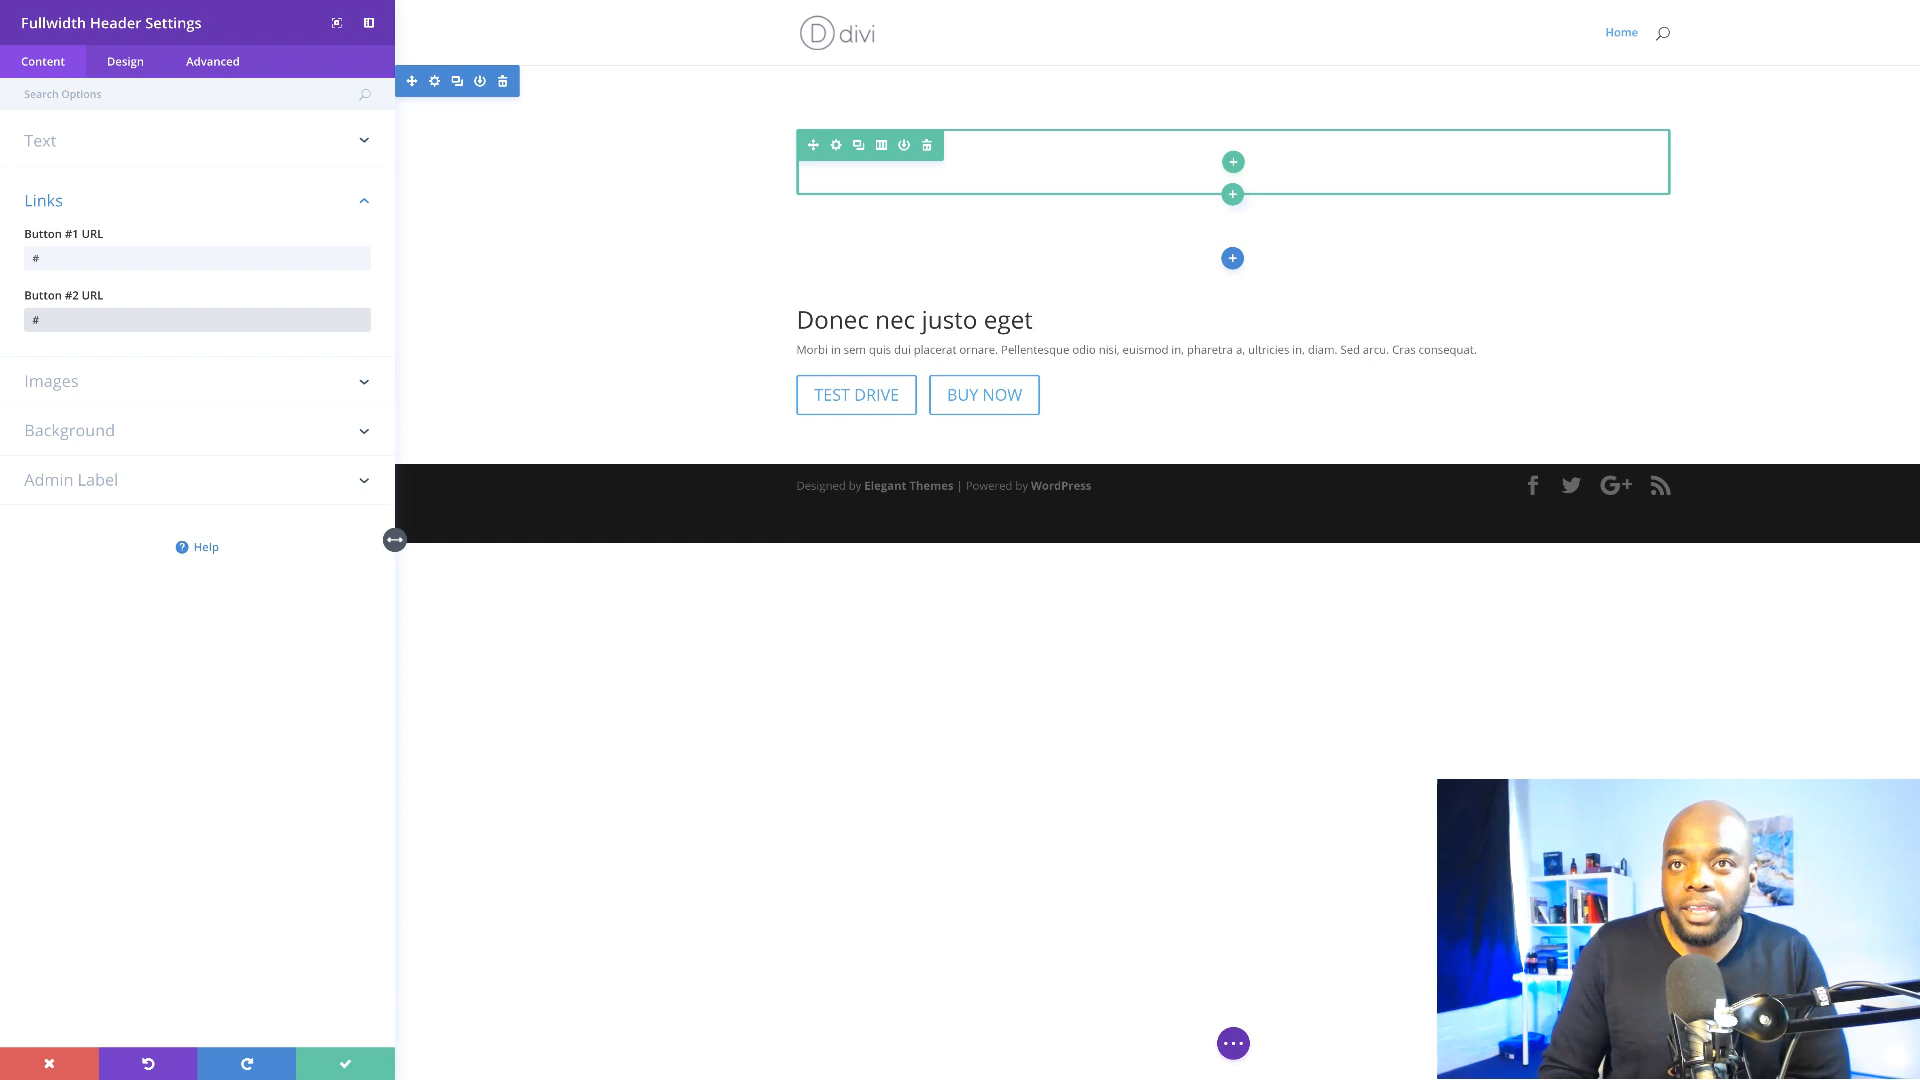 Fullwidth Header Settings
Content Design Advanced
Search Options
Text
Links
Button #1 URL
#
Button #2 URL
#
Images
Background
Admin Label
? Help
D divi
Home
Donec nec justo eget
Morbi in sem quis dui placerat ornare. Pellentesque odio nisi, euismod in, pharetra a, ultricies in, diam. Sed arcu. Cras consequat.
TEST DRIVE BUY NOW
Designed by Elegant Themes | Powered by WordPress